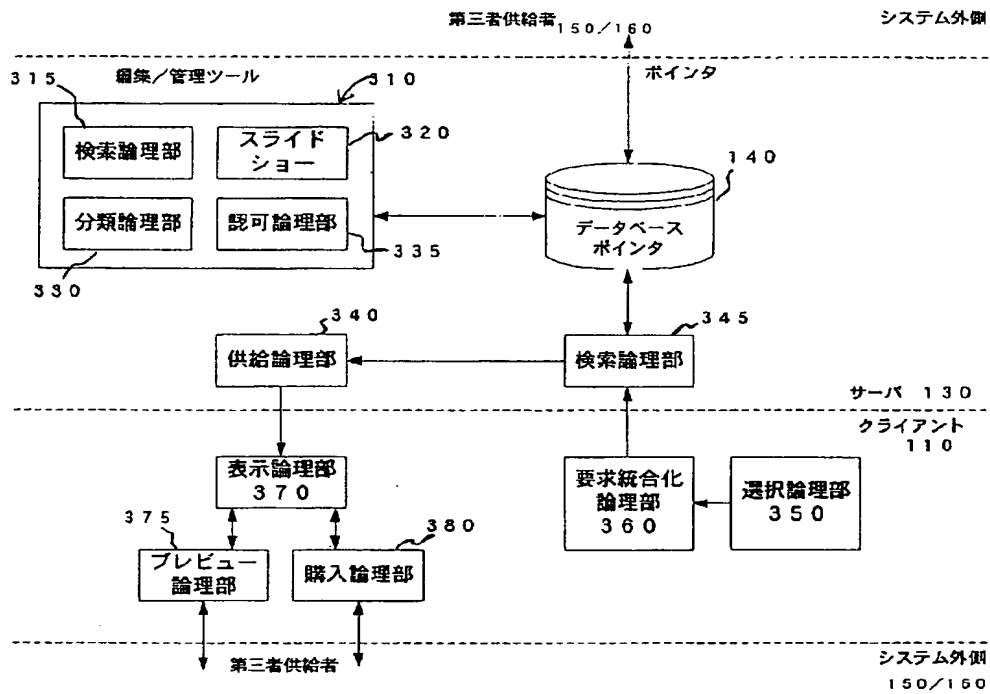 第三者供給者 150/160
システム外側
ポインタ
編集/管理ツール
310
315
検索論理部
スライド
ショー
320
分類論理部
認可論理部
330
335
140
データベース
ポインタ
340
供給論理部
345
検索論理部
サーバ 130
クライアント
110
表示論理部
370
要求統合化
論理部
360
選択論理部
350
375
プレビュー
論理部
380
購入論理部
第三者供給者
システム外側
150/160